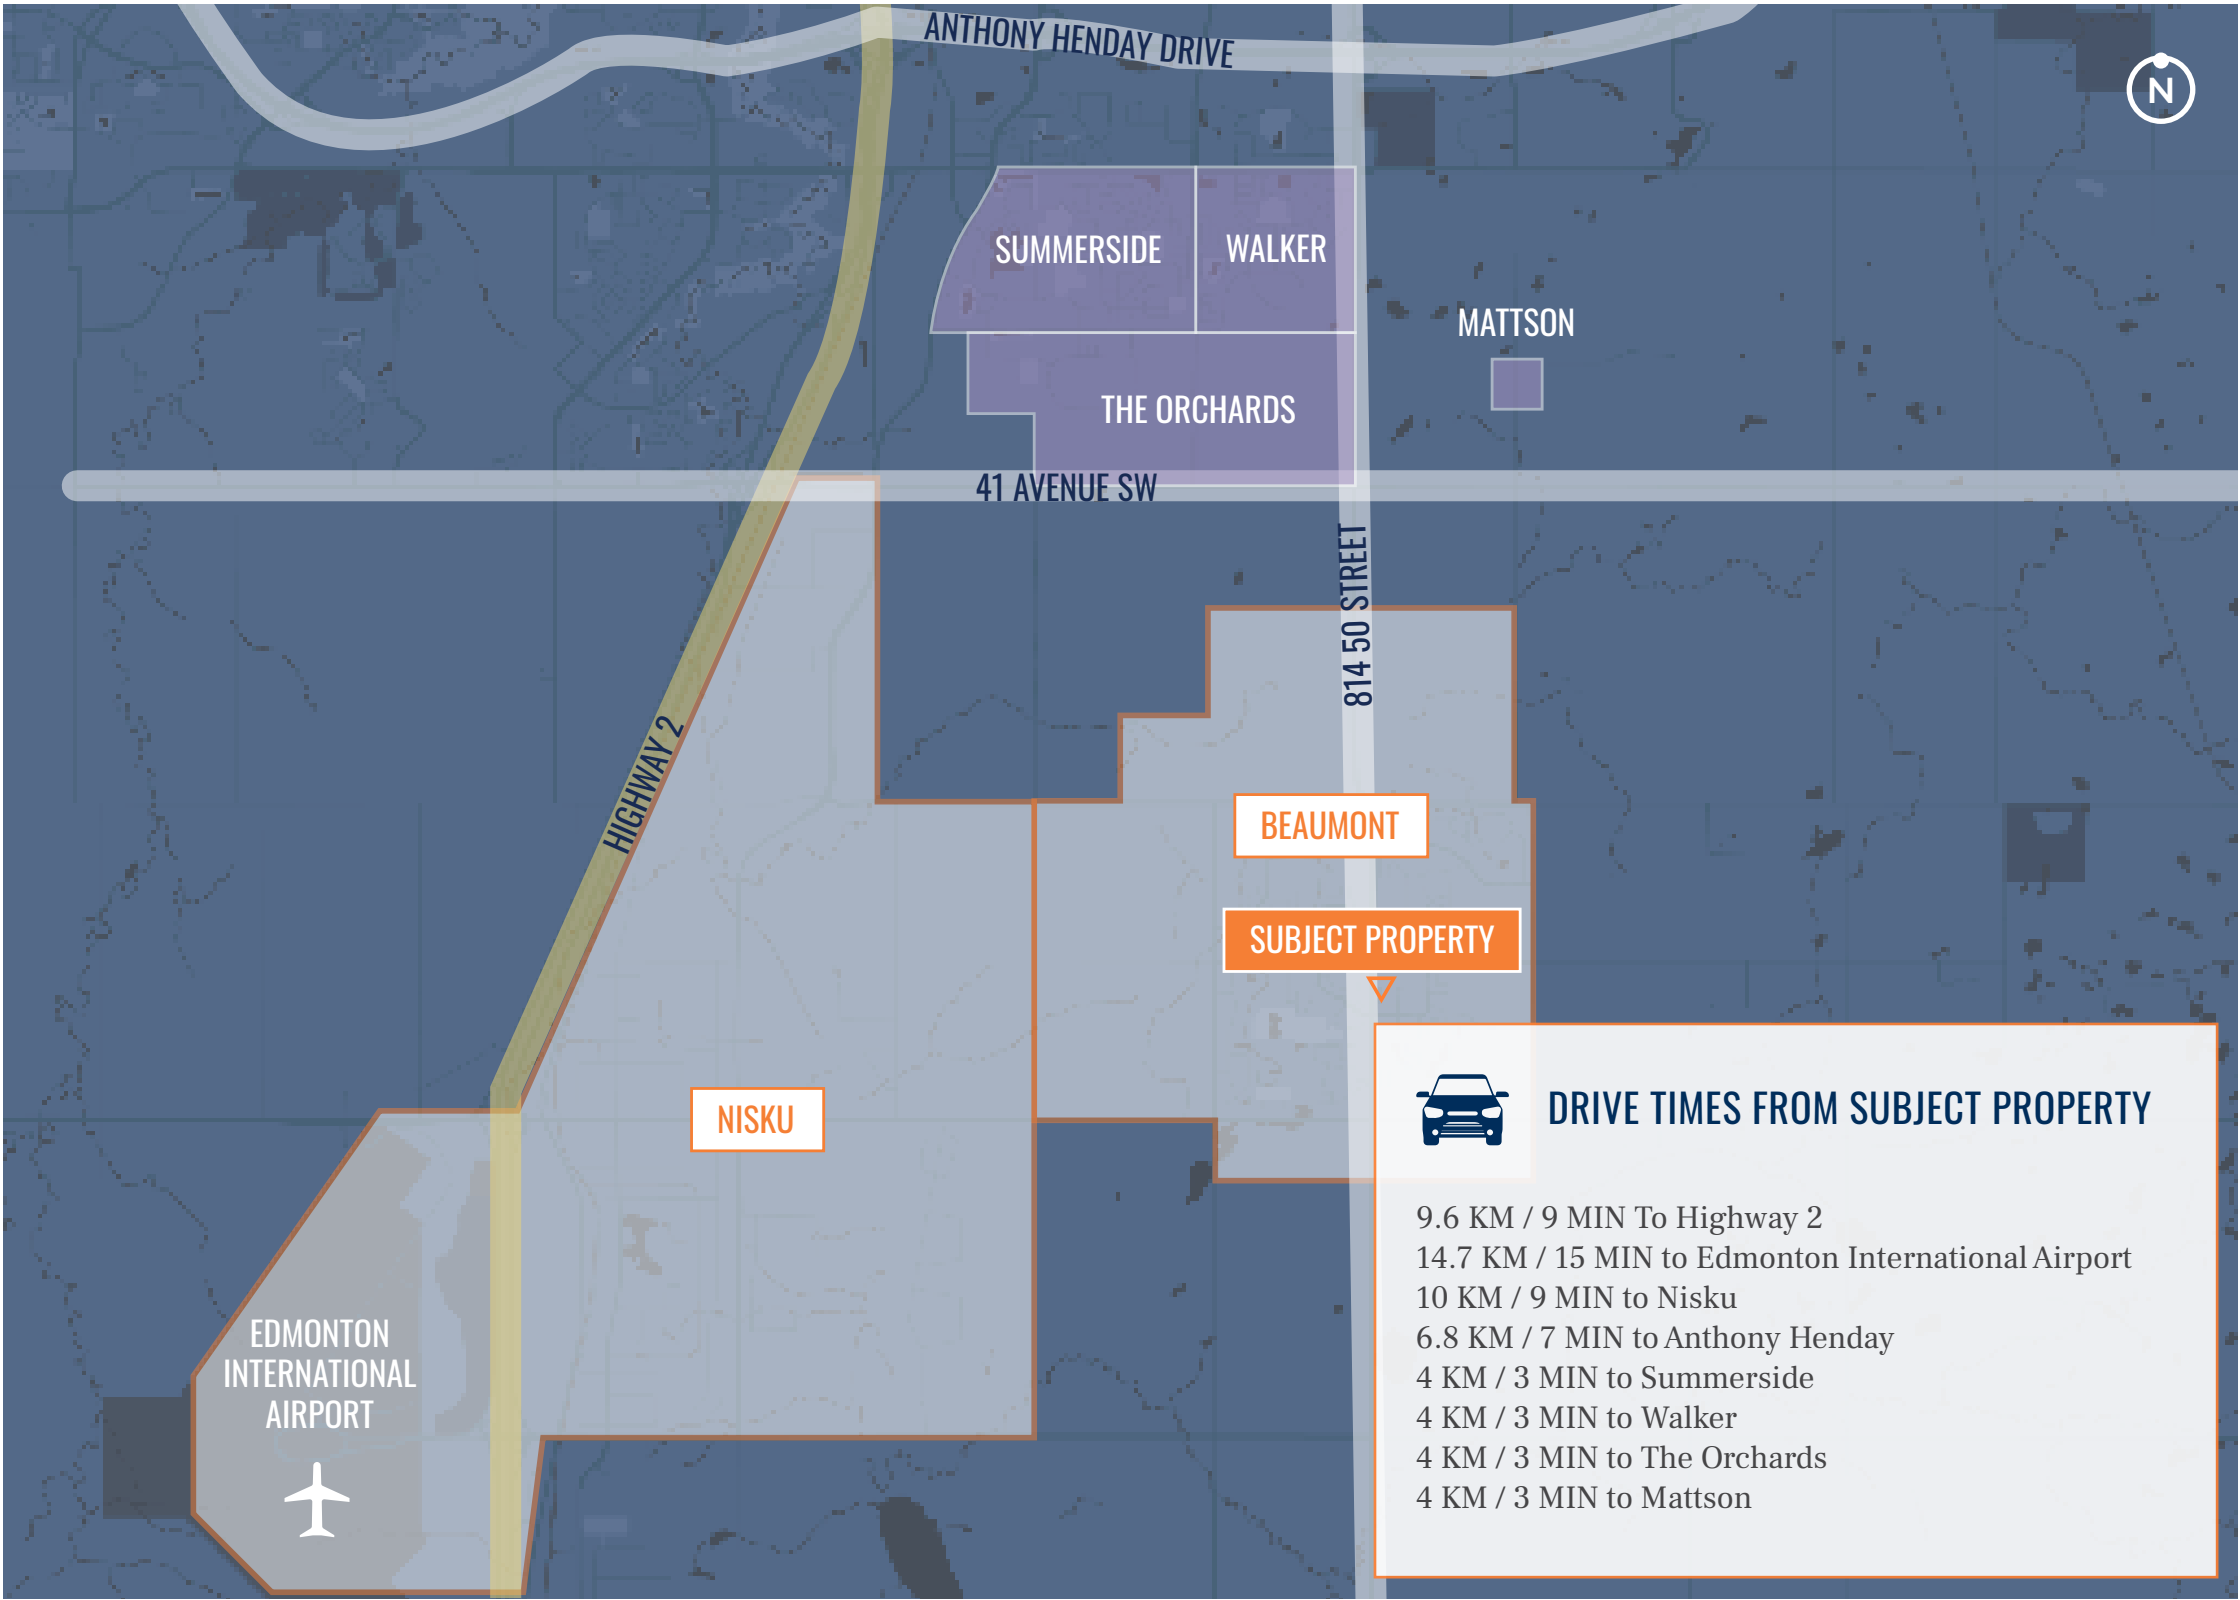 ANTHONY HENDAY DRIVE
N
SUMMERSIDE
WALKER
MATTSON
THE ORCHARDS
41 AVENUE SW
814 50 STREET
HIGHWAY 2
BEAUMONT
SUBJECT PROPERTY
NISKU
EDMONTON
INTERNATIONAL
AIRPORT
DRIVE TIMES FROM SUBJECT PROPERTY
9.6 KM / 9 MIN To Highway 2
14.7 KM / 15 MIN to Edmonton International Airport
10 KM / 9 MIN to Nisku
6.8 KM / 7 MIN to Anthony Henday
4 KM / 3 MIN to Summerside
4 KM / 3 MIN to Walker
4 KM / 3 MIN to The Orchards
4 KM / 3 MIN to Mattson